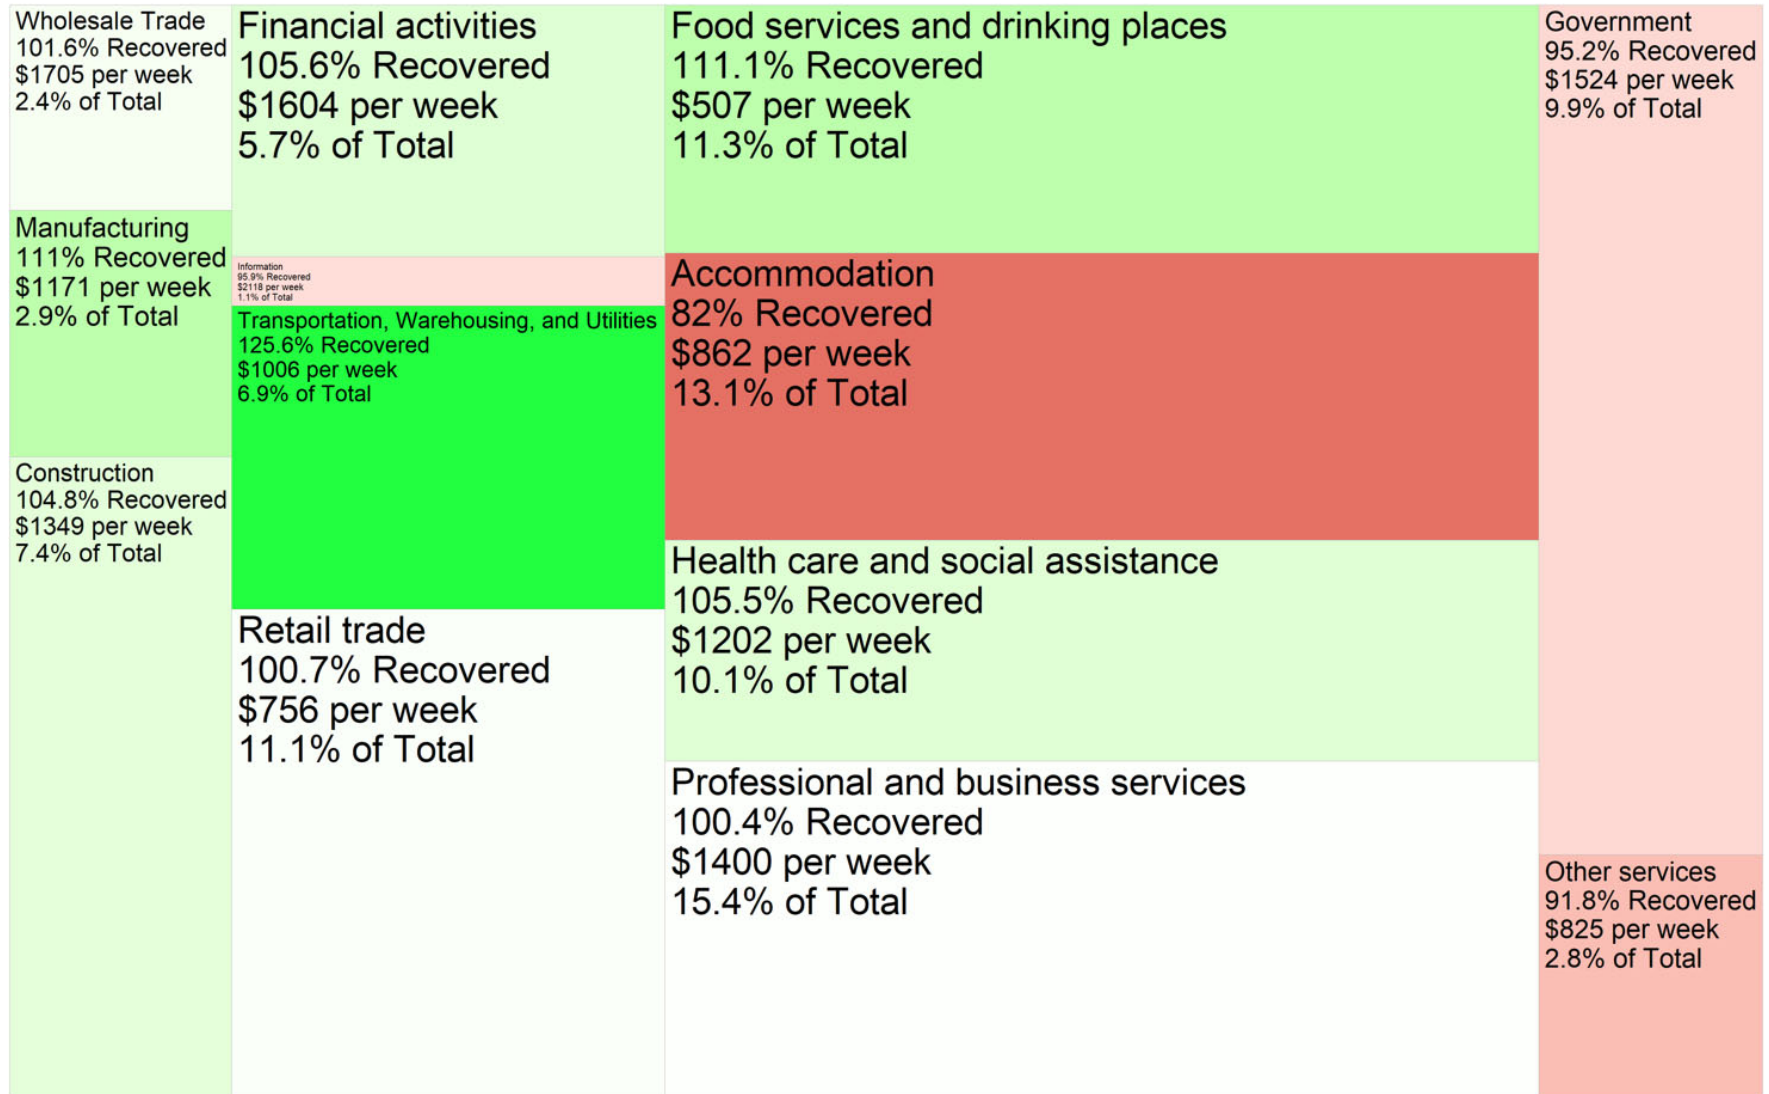 Wholesale Trade
101.6% Recovered
$1705 per week
2.4% of Total
Manufacturing
111% Recovered
$1171 per week
2.9% of Total
Construction
104.8% Recovered
$1349 per week
7.4% of Total
Financial activities
105.6% Recovered
$1604 per week
5.7% of Total
Information
95.9% Recovered
$2118 per week
1.1% of Total
Transportation, Warehousing, and Utilities
125.6% Recovered
$1006 per week
6.9% of Total
Retail trade
100.7% Recovered
$756 per week
11.1% of Total
Food services and drinking places
111.1% Recovered
$507 per week
11.3% of Total
Accommodation
82% Recovered
$862 per week
13.1% of Total
Health care and social assistance
105.5% Recovered
$1202 per week
10.1% of Total
Professional and business services
100.4% Recovered
$1400 per week
15.4% of Total
Government
95.2% Recovered
$1524 per week
9.9% of Total
Other services
91.8% Recovered
$825 per week
2.8% of Total